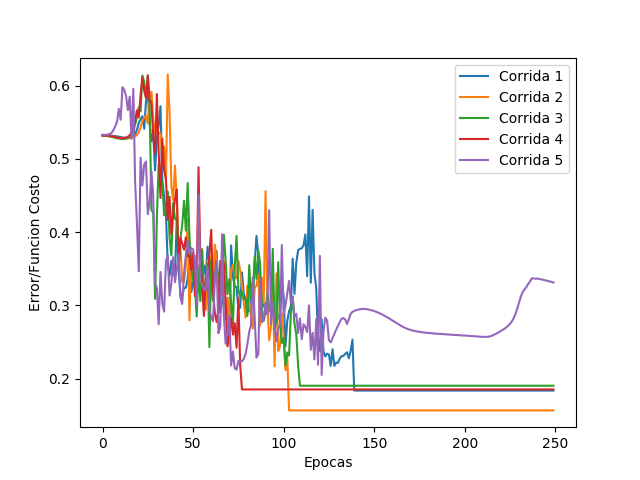 Corrida 1
Corrida 2
Corrida 3
Corrida 4
Corrida 5
Error/Funcion Costo
0.6
0.5
0.4
0.3
0.2
0 50 100 150 200 250
Epocas